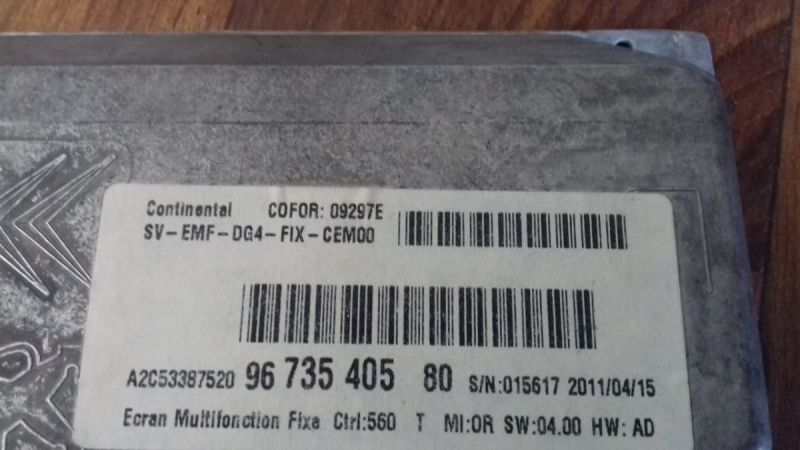 Continental COFOR: 09297E
SV-EMF-DG4-FIX-CEM00
A2C53387520 96 735 405 80 S/N:015617 2011/04/15
Ecran Multifonction Fixe Ctrl:560 T MI:OR SW:04.00 HW: AD